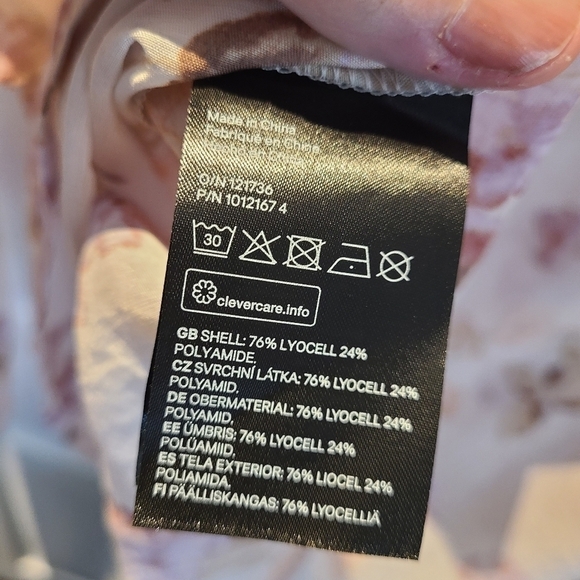 Made in China
Fabriqué en Chine
O/N 121736
P/N 1012167 4
30
clevercare.info
GB SHELL: 76% LYOCELL 24%
POLYAMIDE.
CZ SVRCHNÍ LÁTKA: 76% LYOCELL 24%
POLYAMID.
DE OBERMATERIAL: 76% LYOCELL 24%
POLYAMID.
EE ÜMBRIS: 76% LYOCELL 24%
POLÜAMIID.
ES TELA EXTERIOR: 76% LIOCEL 24%
POLIAMIDA.
FI PÄÄLLISKANGAS: 76% LYOCELLIÄ